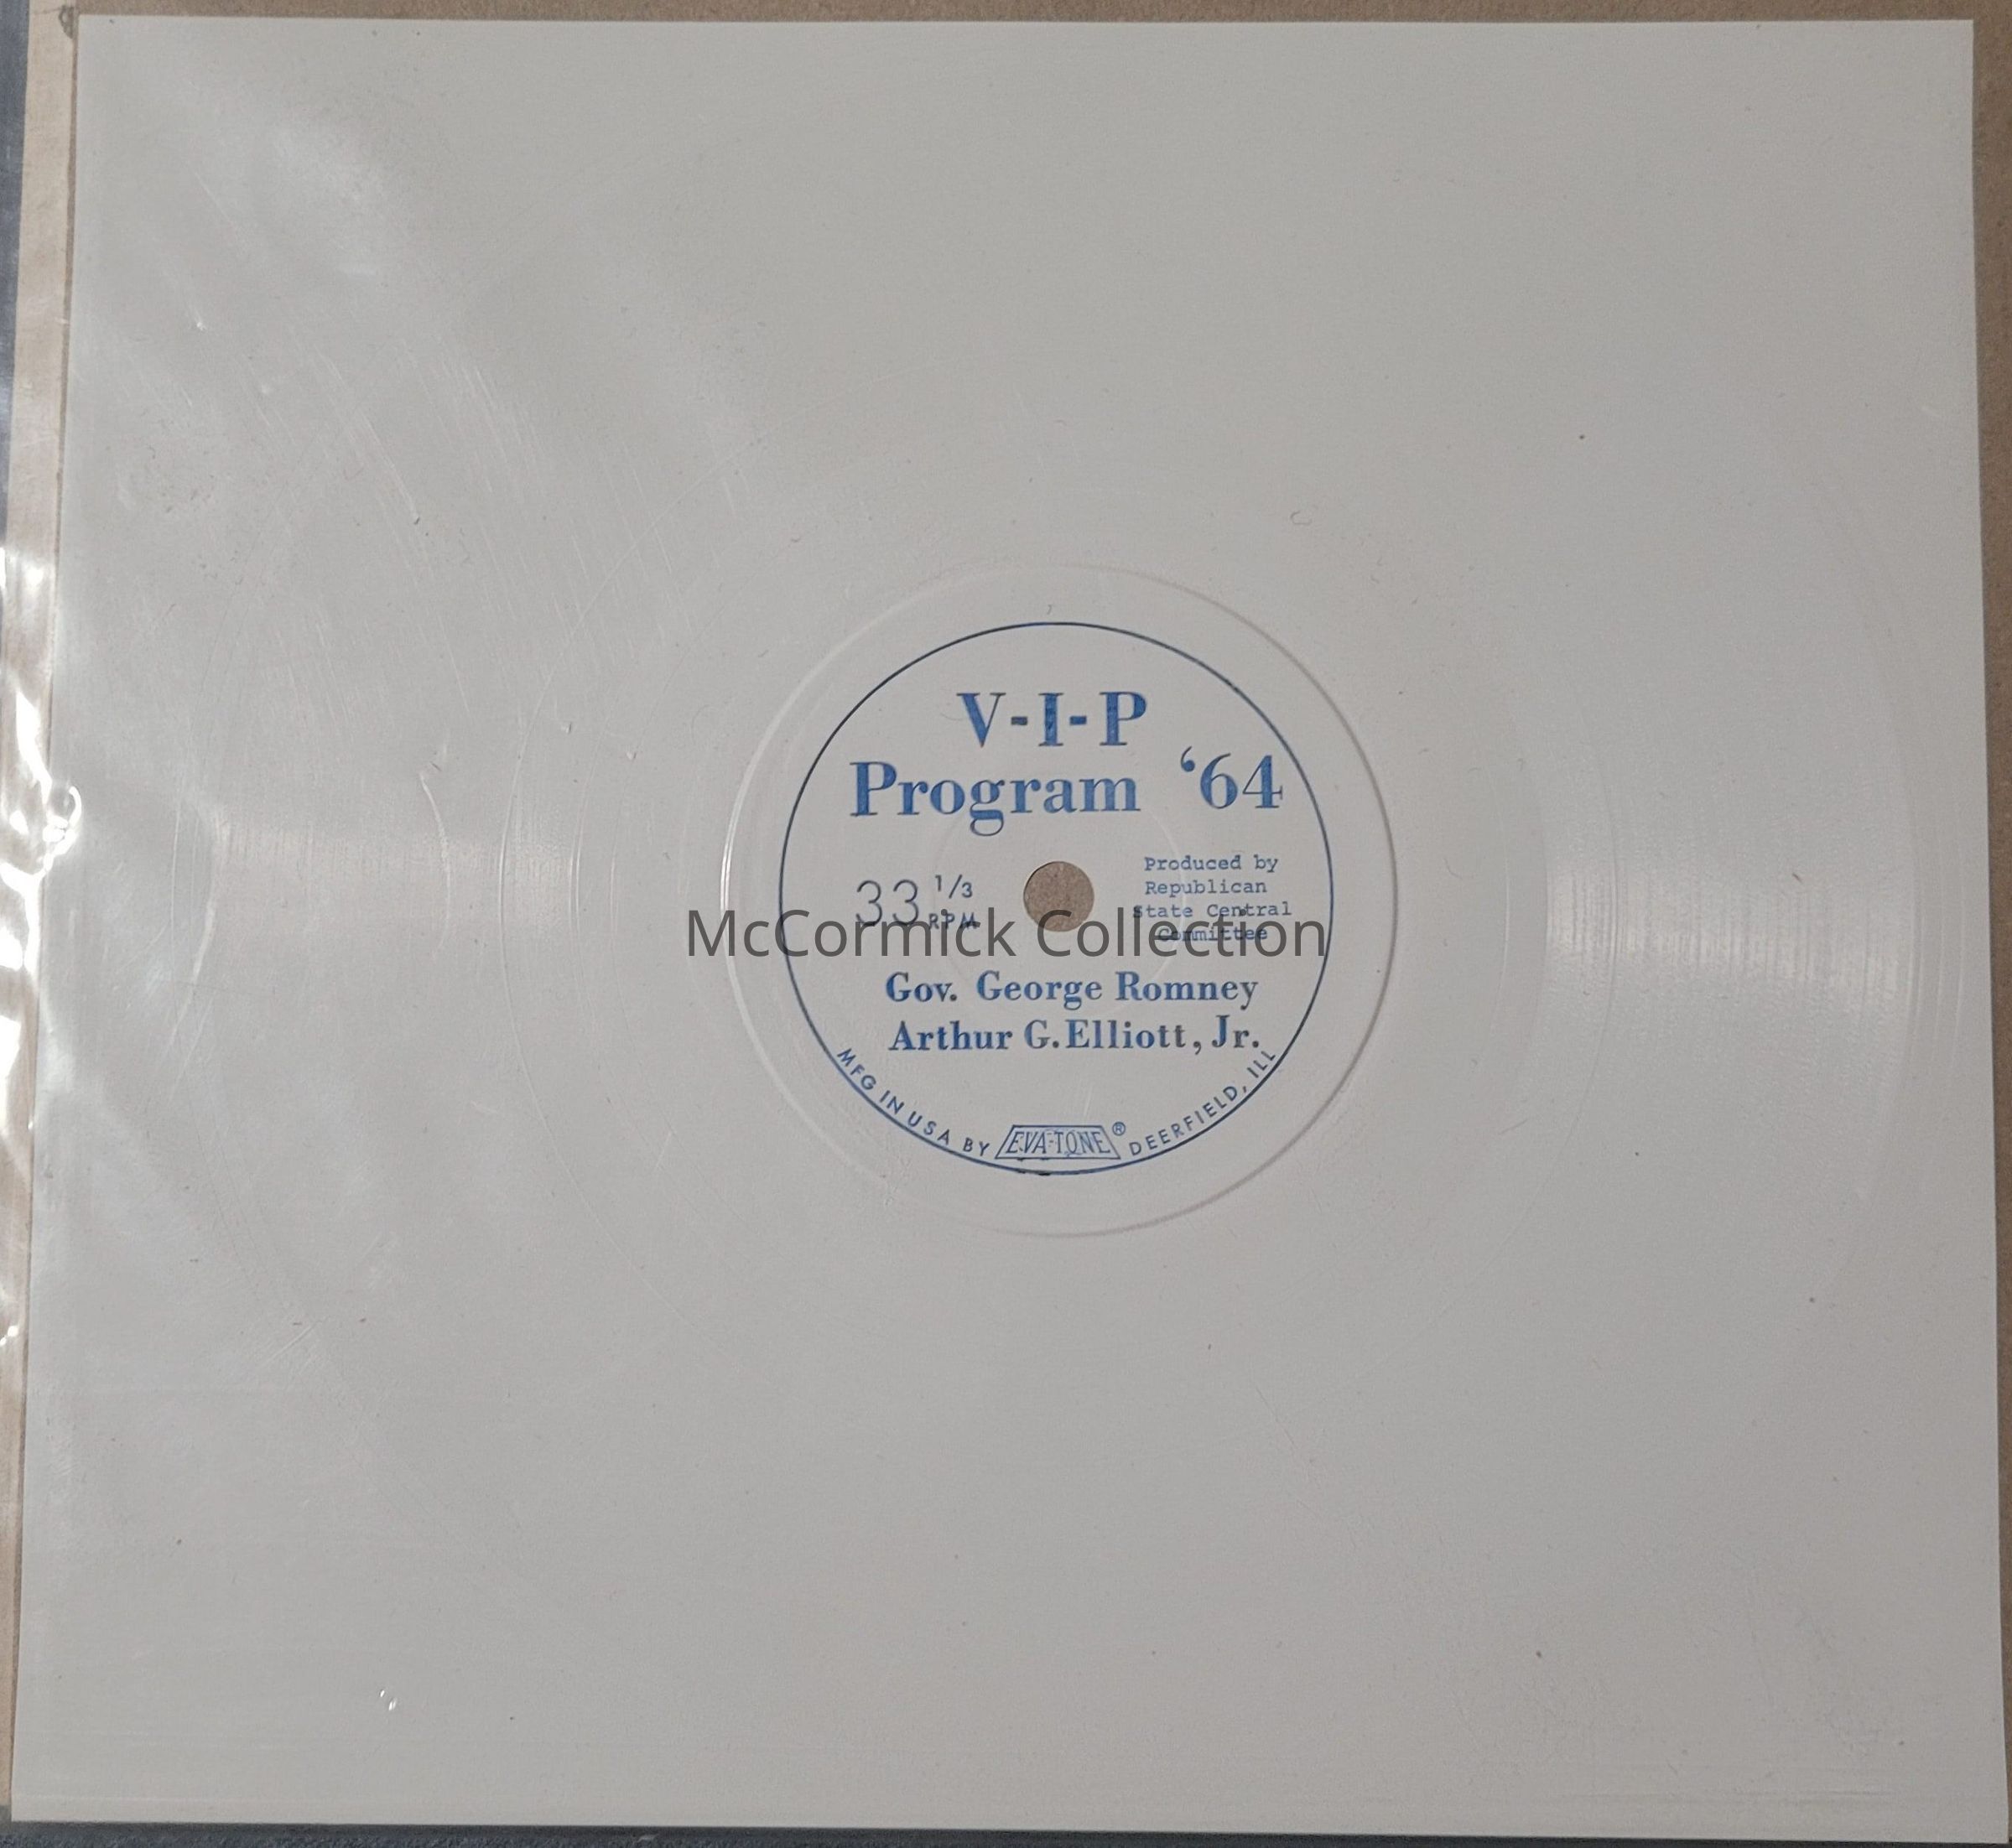 V-I-P
Program ‘64
33 1/3
RPM
Produced by
Republican
State Central
Committee
McCormick Collection
Gov. George Romney
Arthur G. Elliott, Jr.
MFG IN USA BY EVA-TONE® DEERFIELD, ILL